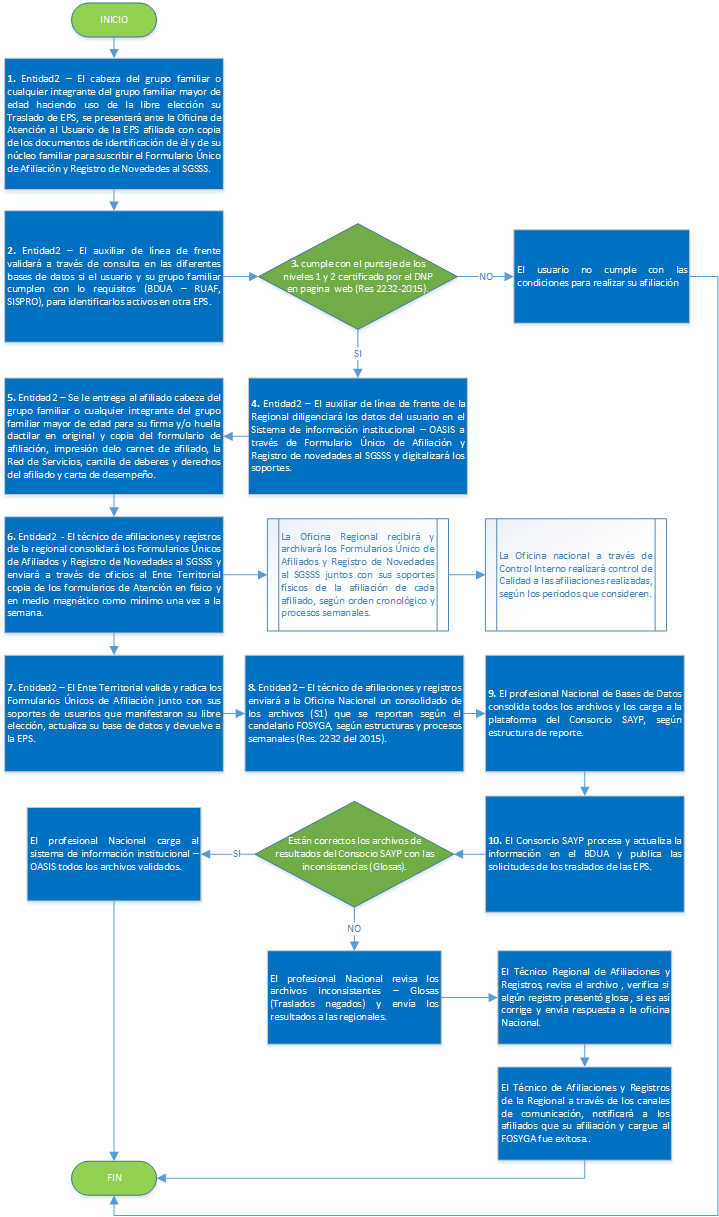 INICIO
1. Entidad2 – El cabeza del grupo familiar o
cualquier integrante del grupo familiar mayor de
edad haciendo uso de la libre elección su
Traslado de EPS, se presentará ante la Oficina de
Atención al Usuario de la EPS afiliada con copia
de los documentos de identificación de él y de su
núcleo familiar para suscribir el Formulario Único
de Afiliación y Registro de Novedades al SGSSS.
2. Entidad2 – El auxiliar de linea de frente
validará a través de consulta en las diferentes
bases de datos si el usuario y su grupo familiar
cumplen con lo requisitos (BDUA – RUAF,
SISPRO), para identificarlos activos en otra EPS.
3. cumple con el puntaje de los
niveles 1 y 2 certificado por el DNP
en pagina web (Res 2232-2015).
NO
El usuario no cumple con las
condiciones para realizar su afiliación
SI
4. Entidad2 – El auxiliar de línea de frente de la
Regional diligenciará los datos del usuario en el
Sistema de información institucional – OASIS a
través de Formulario Único de Afiliación y
Registro de novedades al SGSSS y digitalizará los
soportes.
5. Entidad2 – Se le entrega al afiliado cabeza del
grupo familiar o cualquier integrante del grupo
familiar mayor de edad para su firma y/o huella
dactilar en original y copia del formulario de
afiliación, impresión delo carnet de afiliado, la
Red de Servicios, cartilla de deberes y derechos
del afiliado y carta de desempeño.
6. Entidad2 - El técnico de afiliaciones y registros
de la regional consolidará los Formularios Únicos
de Afiliados y Registro de Novedades al SGSSS y
enviará a través de oficios al Ente Territorial
copia de los formularios de Atención en físico y
en medio magnético como mínimo una vez a la
semana.
La Oficina Regional recibirá y
archivará los Formularios Único de
Afiliados y Registro de Novedades
al SGSSS juntos con sus soportes
físicos de la afiliación de cada
afiliado, según orden cronológico y
procesos semanales.
La Oficina nacional a través de
Control Interno realizará control de
Calidad a las afiliaciones realizadas,
según los periodos que consideren.
7. Entidad2 – El Ente Territorial valida y radica los
Formularios Únicos de Afiliación junto con sus
soportes de usuarios que manifestaron su libre
elección, actualiza su base de datos y devuelve a
la EPS.
8. Entidad2 – El técnico de afiliaciones y registros
enviará a la Oficina Nacional un consolidado de
los archivos (S1) que se reportan según el
candelario FOSYGA, según estructuras y procesos
semanales (Res. 2232 del 2015).
9. El profesional Nacional de Bases de Datos
consolida todos los archivos y los carga a la
plataforma del Consorcio SAYP, según
estructura de reporte.
10. El Consorcio SAYP procesa y actualiza la
información en el BDUA y publica las
solicitudes de los traslados de las EPS.
Están correctos los archivos de
resultados del Consocio SAYP con las
inconsistencias (Glosas).
SI
El profesional Nacional carga al
sistema de información institucional –
OASIS todos los archivos validados.
NO
El profesional Nacional revisa los
archivos inconsistentes – Glosas
(Traslados negados) y envía los
resultados a las regionales.
El Técnico Regional de Afiliaciones y
Registros, revisa el archivo , verifica si
algún registro presentó glosa , si es asi
corrige y envía respuesta a la oficina
Nacional.
El Técnico de Afiliaciones y Registros
de la Regional a través de los canales
de comunicación, notificará a los
afiliados que su afiliación y cargue al
FOSYGA fue exitosa..
FIN